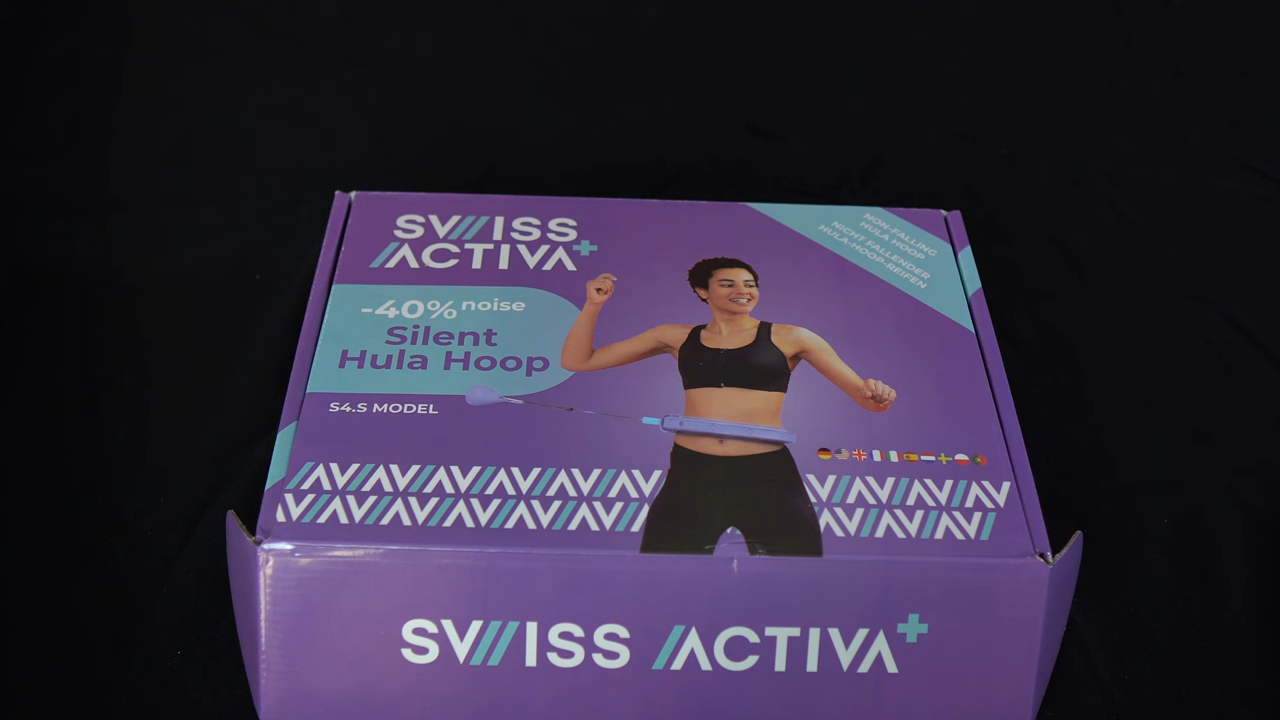 SWISS
ACTIVA+
-40% noise
Silent
Hula Hoop
S4.S MODEL
NON-FALLING
HULA HOOP
NICHT FALLENDER
HULA-HOOP-REIFEN
SWISS ACTIVA+